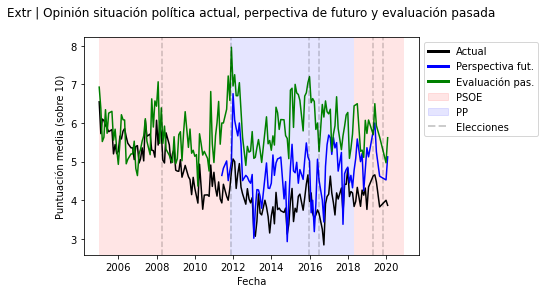 Extr | Opinión situación política actual, perpectiva de futuro y evaluación pasada
Puntuación media (sobre 10)
8
7
6
5
4
3
2006
2008
2010
2012
2014
2016
2018
2020
Fecha
Actual
Perspectiva fut.
Evaluación pas.
PSOE
PP
Elecciones